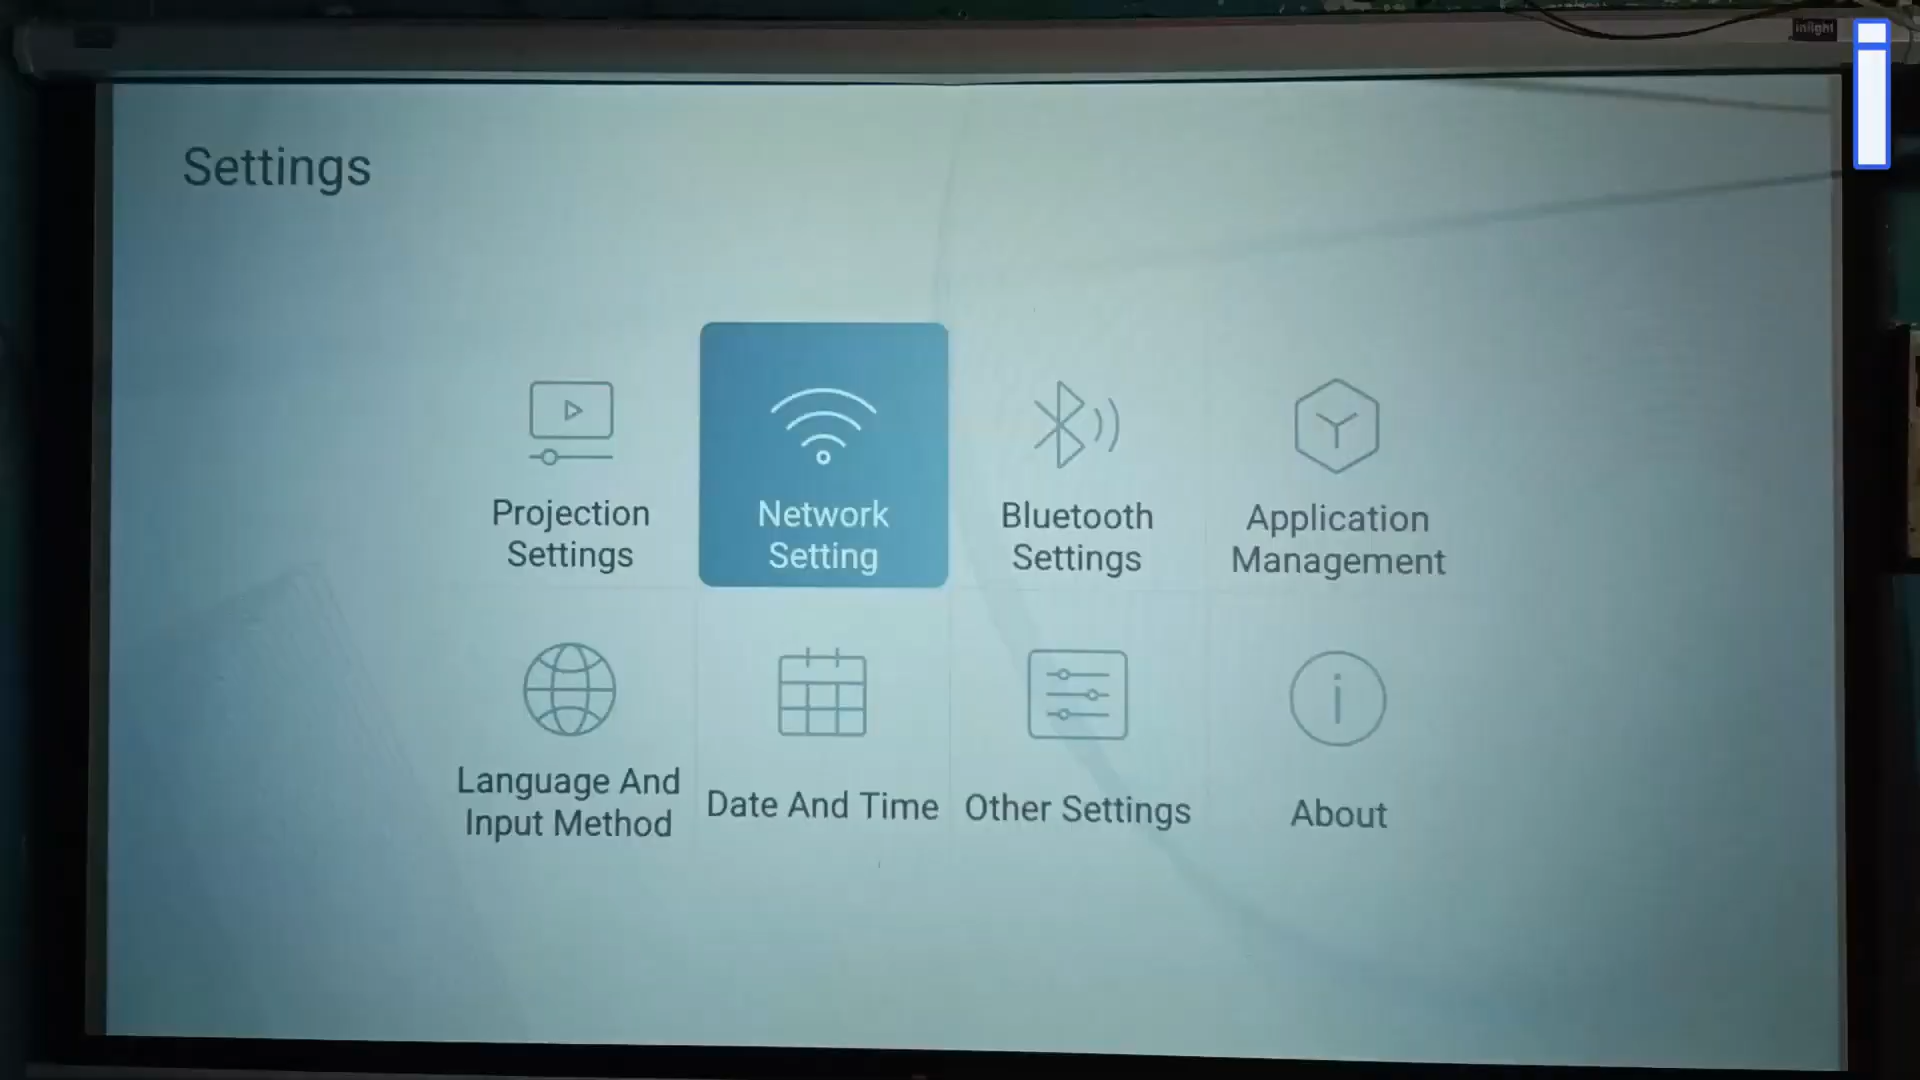 inlight
Settings
Projection
Settings
Network
Setting
Bluetooth
Settings
Application
Management
Language And
Input Method
Date And Time
Other Settings
About